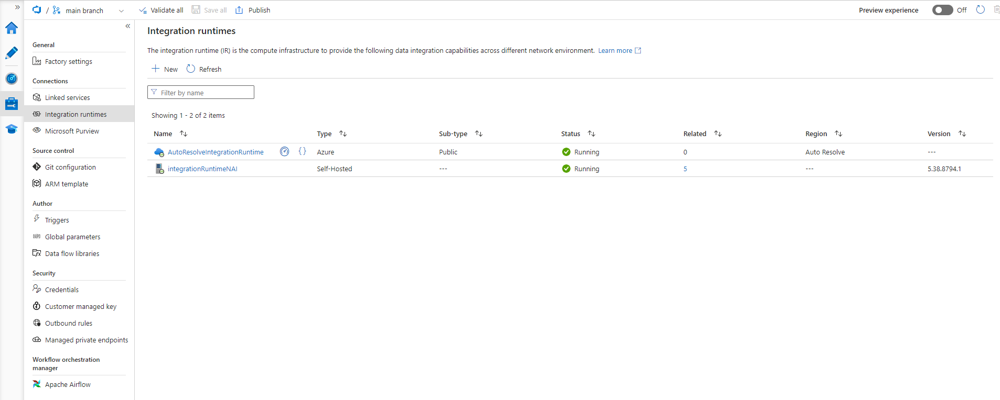 / main branch Validate all Save all Publish Preview experience Off
General
Factory settings
Connections
Linked services
Integration runtimes
Microsoft Purview
Source control
Git configuration
ARM template
Author
Triggers
Global parameters
Data flow libraries
Security
Credentials
Customer managed key
Outbound rules
Managed private endpoints
Workflow orchestration
manager
Apache Airflow
Integration runtimes
The integration runtime (IR) is the compute infrastructure to provide the following data integration capabilities across different network environment. Learn more
New Refresh
Filter by name
Showing 1 - 2 of 2 items
Name Type Sub-type Status Related Region Version
AutoResolveIntegrationRuntime {} Azure Public Running 0 Auto Resolve ---
integrationRuntimeNAI Self-Hosted --- Running 5 --- 5.38.8794.1